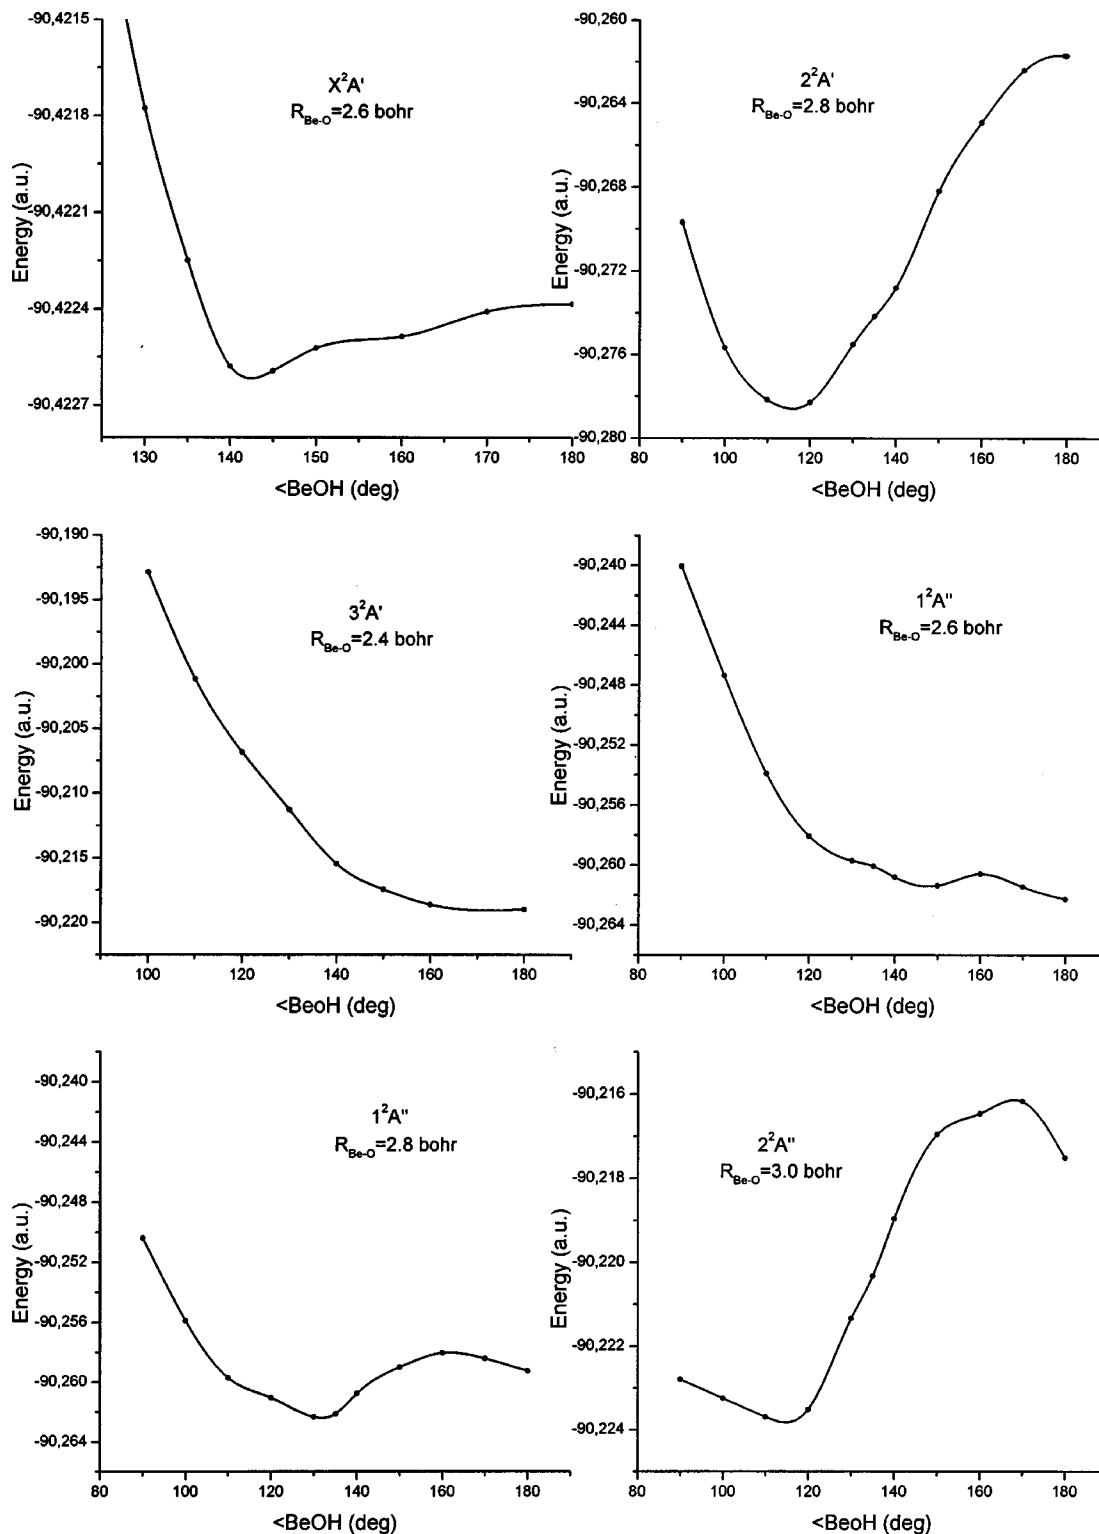 -90,4215
-90,4218
-90,4221
-90,4224
-90,4227
Energy (a.u.)
X²A'
R_Be-O=2.6 bohr
130 140 150 160 170 180
<BeOH (deg)
-90,260
-90,264
-90,268
-90,272
-90,276
-90,280
Energy (a.u.)
2²A'
R_Be-O=2.8 bohr
80 100 120 140 160 180
<BeOH (deg)
-90,190
-90,195
-90,200
-90,205
-90,210
-90,215
-90,220
Energy (a.u.)
3²A'
R_Be-O=2.4 bohr
100 120 140 160 180
<BeoH (deg)
-90,240
-90,244
-90,248
-90,252
-90,256
-90,260
-90,264
Energy (a.u.)
1²A"
R_Be-O=2.6 bohr
80 100 120 140 160 180
<BeOH (deg)
-90,240
-90,244
-90,248
-90,252
-90,256
-90,260
-90,264
Energy (a.u.)
1²A"
R_Be-O=2.8 bohr
80 100 120 140 160 180
<BeOH (deg)
-90,216
-90,218
-90,220
-90,222
-90,224
Energy (a.u.)
2²A"
R_Be-O=3.0 bohr
80 100 120 140 160 180
<BeoH (deg)